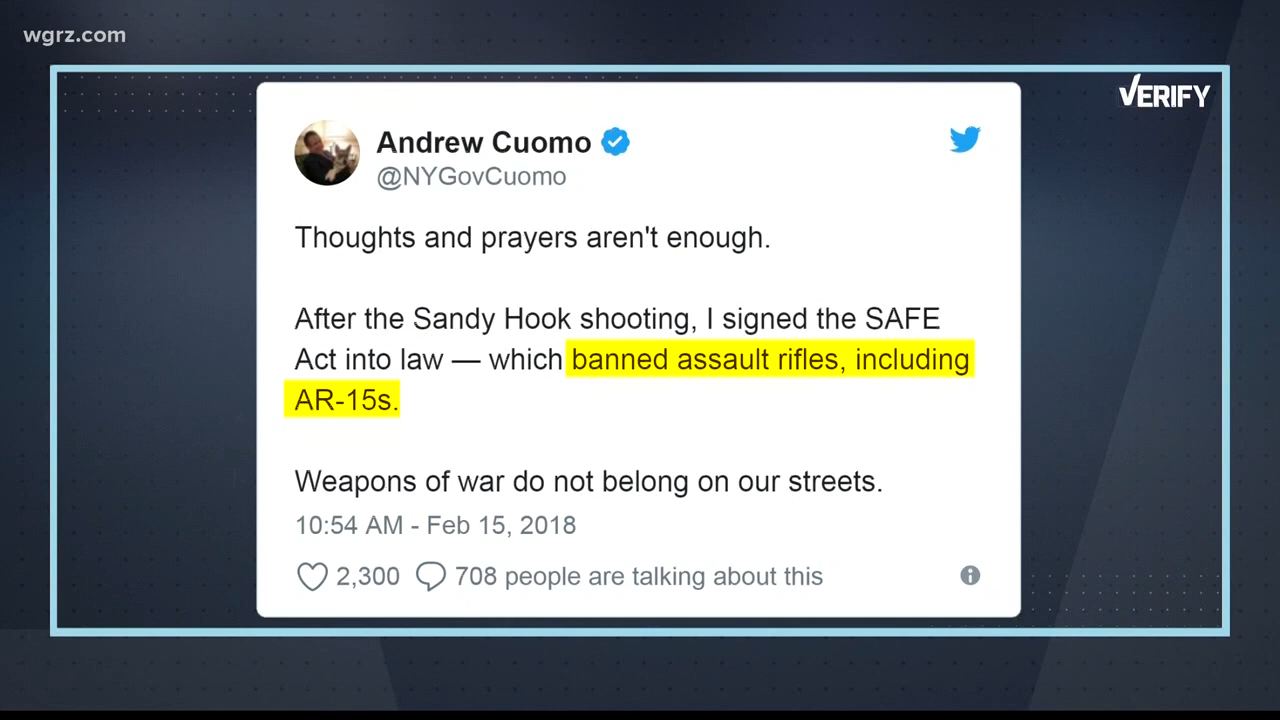 wgrz.com
VERIFY
Andrew Cuomo
@NYGovCuomo
Thoughts and prayers aren't enough.
After the Sandy Hook shooting, I signed the SAFE
Act into law — which banned assault rifles, including
AR-15s.
Weapons of war do not belong on our streets.
10:54 AM - Feb 15, 2018
2,300 708 people are talking about this